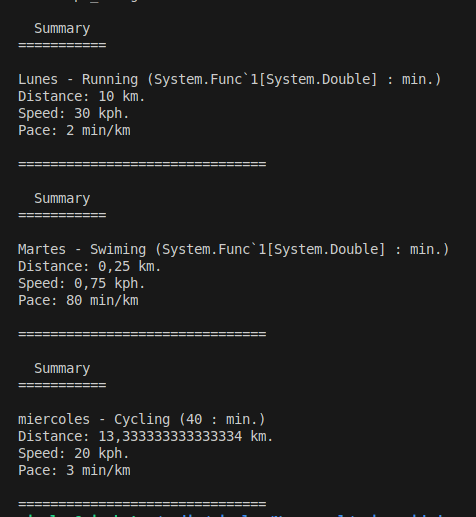 Summary
===========
Lunes - Running (System.Func`1[System.Double] : min.)
Distance: 10 km.
Speed: 30 kph.
Pace: 2 min/km
===============================
Summary
===========
Martes - Swiming (System.Func`1[System.Double] : min.)
Distance: 0,25 km.
Speed: 0,75 kph.
Pace: 80 min/km
===============================
Summary
===========
miercoles - Cycling (40 : min.)
Distance: 13,333333333333334 km.
Speed: 20 kph.
Pace: 3 min/km
===============================